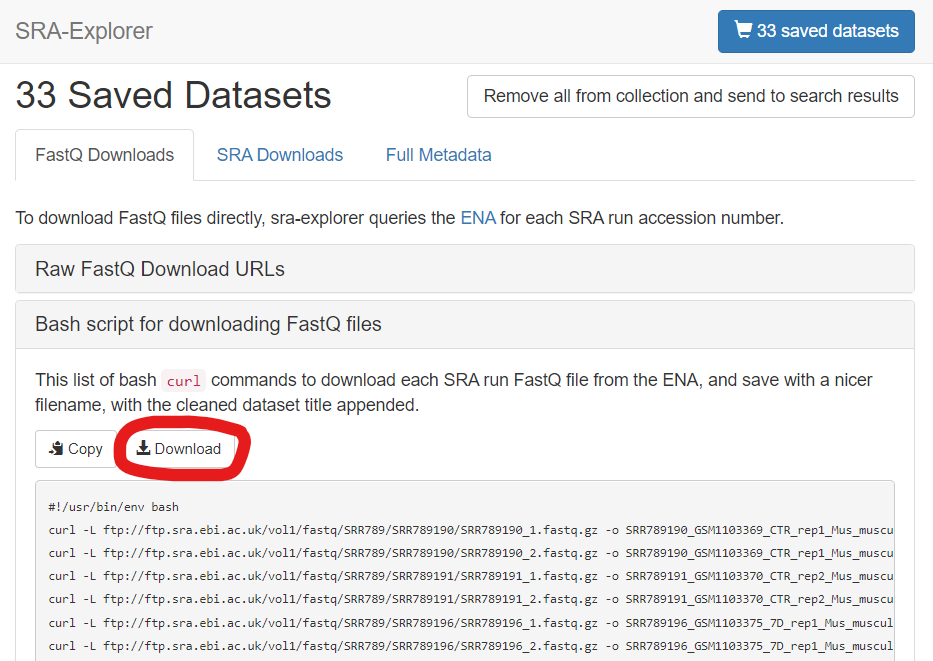 SRA-Explorer
33 saved datasets
33 Saved Datasets
Remove all from collection and send to search results
FastQ Downloads
SRA Downloads
Full Metadata
To download FastQ files directly, sra-explorer queries the ENA for each SRA run accession number.
Raw FastQ Download URLs
Bash script for downloading FastQ files
This list of bash curl commands to download each SRA run FastQ file from the ENA, and save with a nicer
filename, with the cleaned dataset title appended.
Copy
Download
#!/usr/bin/env bash
curl -L ftp://ftp.sra.ebi.ac.uk/vol1/fastq/SRR789/SRR789190/SRR789190_1.fastq.gz -o SRR789190_GSM1103369_CTR_rep1_Mus_muscu
curl -L ftp://ftp.sra.ebi.ac.uk/vol1/fastq/SRR789/SRR789190/SRR789190_2.fastq.gz -o SRR789190_GSM1103369_CTR_rep1_Mus_muscu
curl -L ftp://ftp.sra.ebi.ac.uk/vol1/fastq/SRR789/SRR789191/SRR789191_1.fastq.gz -o SRR789191_GSM1103370_CTR_rep2_Mus_muscu
curl -L ftp://ftp.sra.ebi.ac.uk/vol1/fastq/SRR789/SRR789191/SRR789191_2.fastq.gz -o SRR789191_GSM1103370_CTR_rep2_Mus_muscu
curl -L ftp://ftp.sra.ebi.ac.uk/vol1/fastq/SRR789/SRR789196/SRR789196_1.fastq.gz -o SRR789196_GSM1103375_7D_rep1_Mus_muscul
curl -L ftp://ftp.sra.ebi.ac.uk/vol1/fastq/SRR789/SRR789196/SRR789196_2.fastq.gz -o SRR789196_GSM1103375_7D_rep1_Mus_muscul